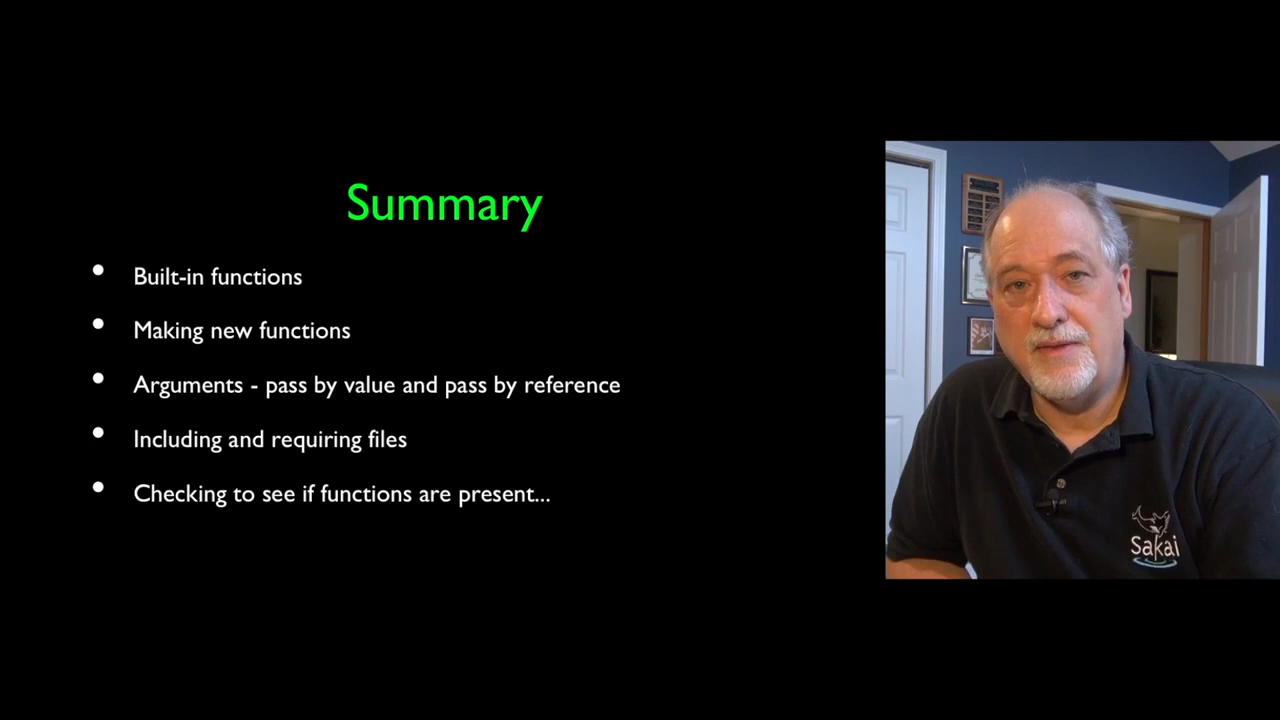 Summary
• Built-in functions
• Making new functions
• Arguments - pass by value and pass by reference
• Including and requiring files
• Checking to see if functions are present...
Sakai